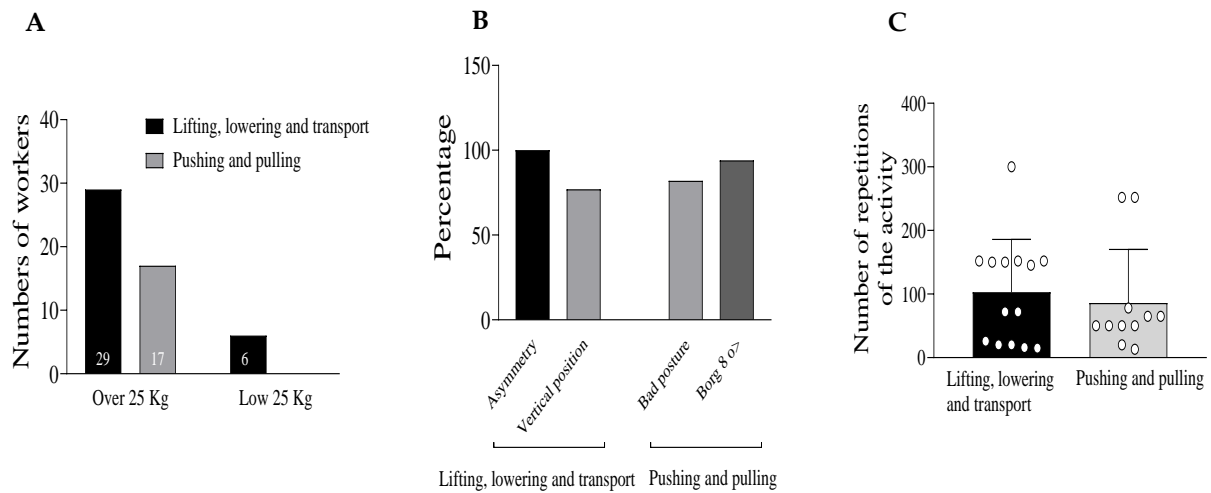 A
Numbers of workers
40
30
20
10
0
Lifting, lowering and transport
Pushing and pulling
29
17
6
Over 25 Kg
Low 25 Kg
B
Percentage
150
100
50
0
Asymmetry
Vertical position
Bad posture
Borg 8 o>
Lifting, lowering and transport
Pushing and pulling
C
Number of repetitions
of the activity
400
300
200
100
0
Lifting, lowering
and transport
Pushing and pulling